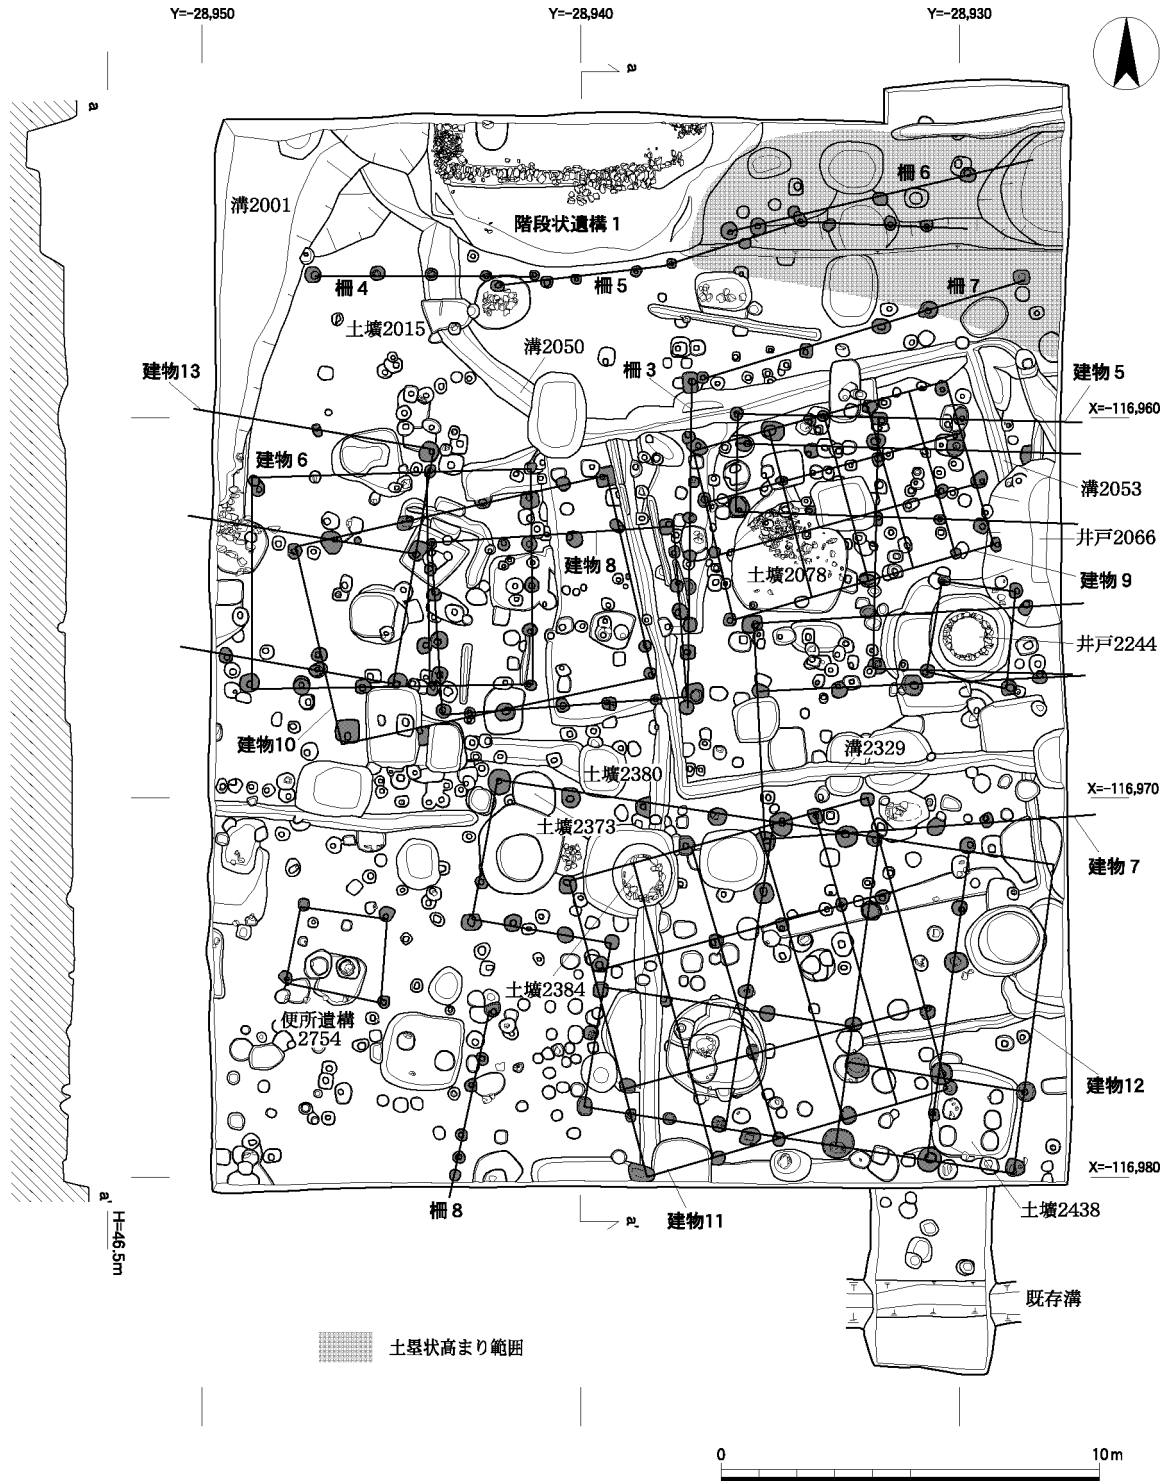 Y=-28,950
Y=-28,940
Y=-28,930
a
a
柵6
溝2001
階段状遺構1
柵4
柵5
柵7
土壙2015
溝2050
柵3
建物13
建物5
X=-116,960
建物6
溝2053
井戸2066
建物8
土壙2078
建物9
井戸2244
建物10
溝2329
土壙2380
X=-116,970
土壙2373
建物7
土壙2384
便所遺構
2754
建物12
X=-116,980
a'
H=46.5m
柵8
a'
建物11
土壙2438
既存溝
土塁状高まり範囲
0
10m